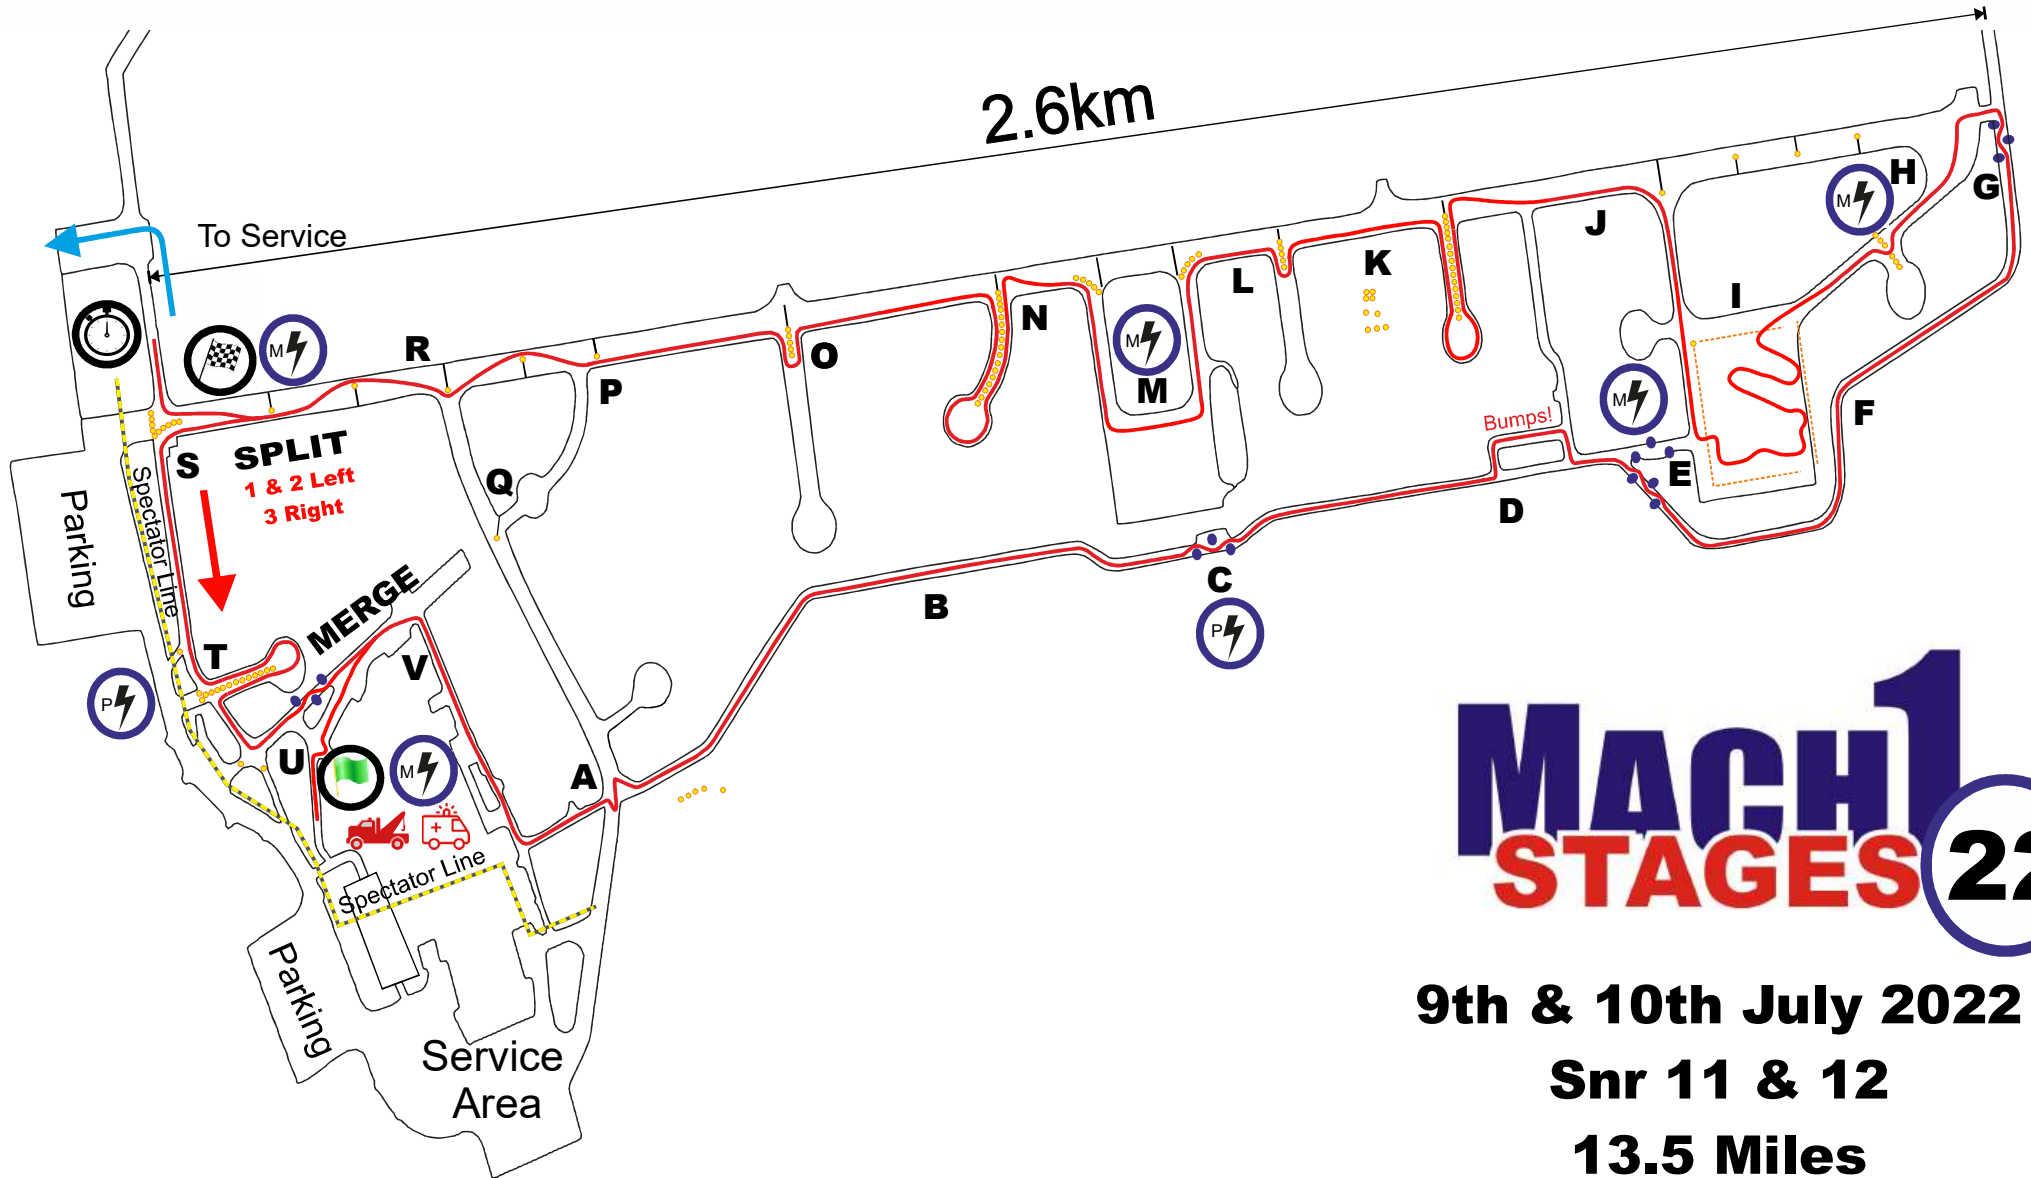 2.6km
To Service
H
G
J
K
L
I
N
R
O
P
M
F
Bumps!
S
SPLIT
1 & 2 Left
3 Right
Q
E
D
Parking
Spectator Line
C
B
MERGE
T
V
U
A
M
M
M
M
M
P
P
Spectator Line
Parking
Service
Area
MACH 1
STAGES
22
9th & 10th July 2022
Snr 11 & 12
13.5 Miles